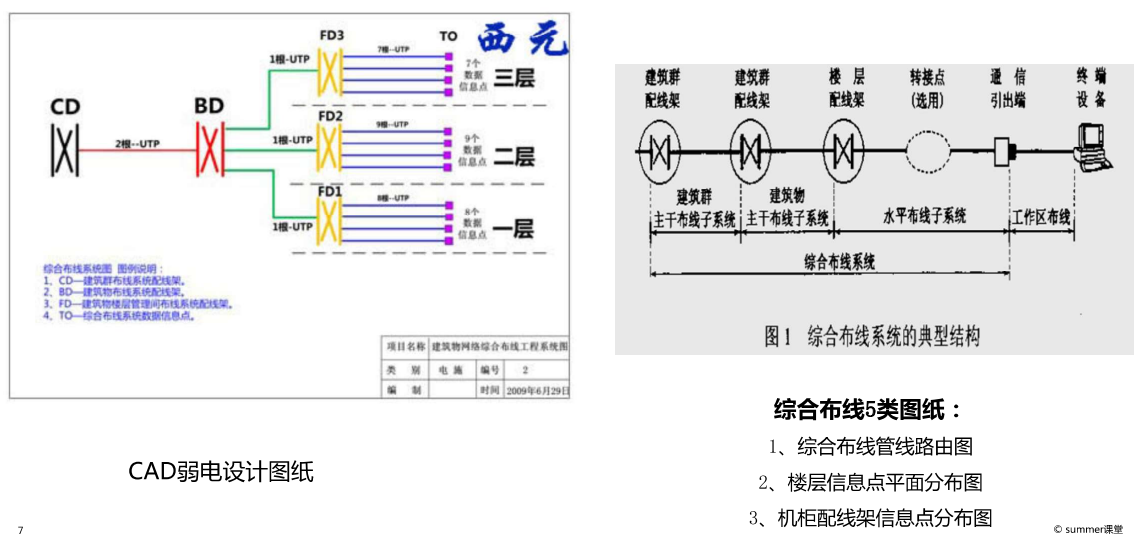 西元
FD3
TO
7根--UTP
1根-UTP
7个
数据
信息点
三层
CD
BD
FD2
9根--UTP
2根--UTP
1根-UTP
9个
数据
信息点
二层
FD1
8根--UTP
1根-UTP
8个
数据
信息点
一层
综合布线系统图 图例说明：
1、CD—建筑群布线系统配线架。
2、BD—建筑物布线系统配线架。
3、FD—建筑物楼层管理间布线系统配线架。
4、TO—综合布线系统数据信息点。
项目名称 建筑物网络综合布线工程系统图
类 别 电 施 编号 2
编 制 时间 2009年6月29日
CAD弱电设计图纸
建筑群 建筑群 楼 层 转接点 通 信 终 端
配线架 配线架 配线架 (选用) 引出端 设 备
建筑群 建筑物
主干布线子系统 主干布线子系统 水平布线子系统 工作区布线
综合布线系统
图 1 综合布线系统的典型结构
综合布线5类图纸：
1、综合布线管线路由图
2、楼层信息点平面分布图
3、机柜配线架信息点分布图
7
© summer课堂